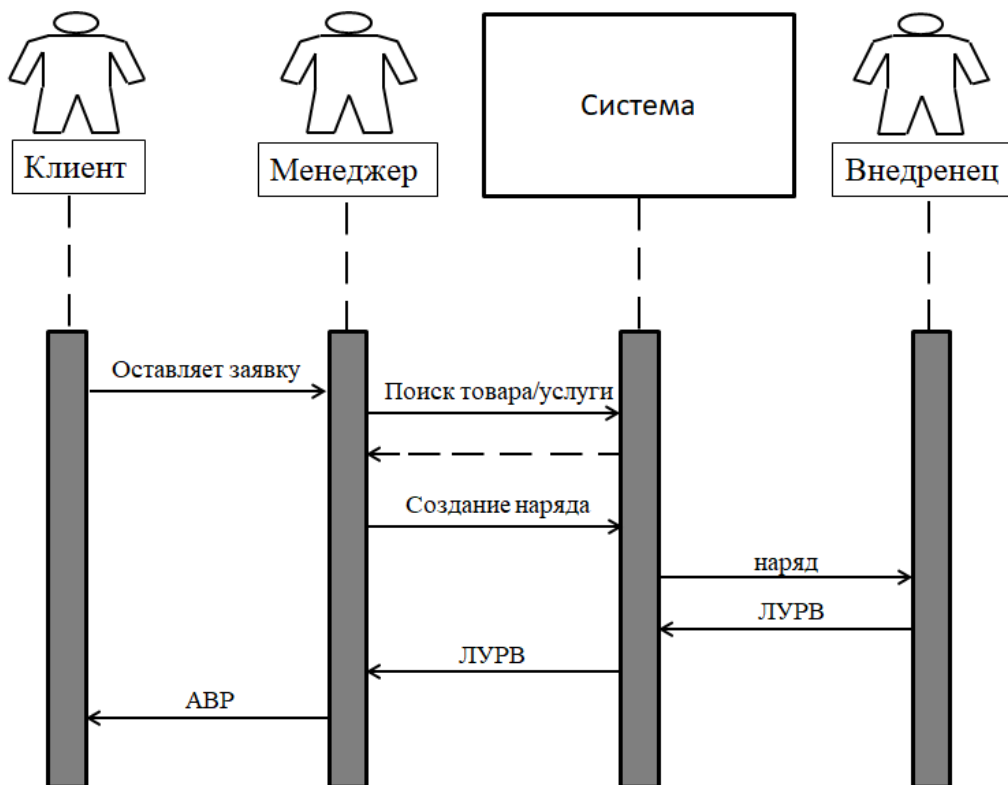 Клиент
Менеджер
Система
Внедренец
Оставляет заявку
Поиск товара/услуги
Создание наряда
наряд
ЛУРВ
ЛУРВ
АВР